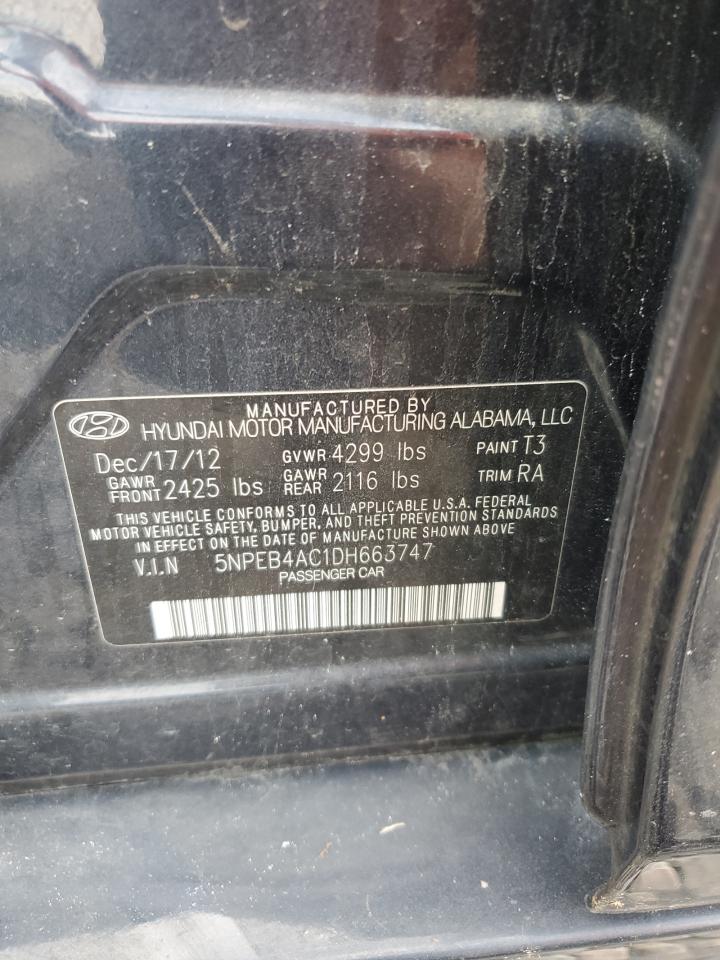 MANUFACTURED BY
HYUNDAI MOTOR MANUFACTURING ALABAMA, LLC
Dec/17/12 GVWR 4299 lbs PAINT T3
GAWR FRONT 2425 lbs GAWR REAR 2116 lbs TRIM RA
THIS VEHICLE CONFORMS TO ALL APPLICABLE U.S.A. FEDERAL
MOTOR VEHICLE SAFETY, BUMPER, AND THEFT PREVENTION STANDARDS
IN EFFECT ON THE DATE OF MANUFACTURE SHOWN ABOVE
V.I.N 5NPEB4AC1DH663747
PASSENGER CAR